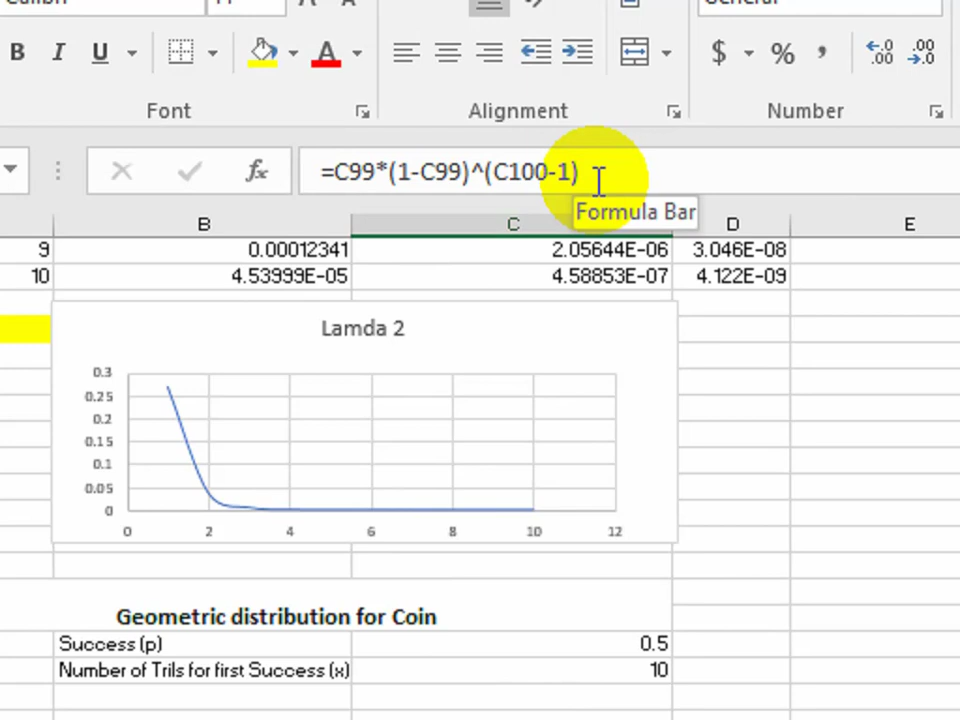 B I U A $ % , .00 .00
Font Alignment Number
fx =C99*(1-C99)^(C100-1)
Formula Bar
B C D E
9 0.00012341 2.05644E-06 3.046E-08
10 4.53999E-05 4.58853E-07 4.122E-09
Lamda 2
0.3
0.25
0.2
0.15
0.1
0.05
0
0 2 4 6 8 10 12
Geometric distribution for Coin
Success (p) 0.5
Number of Trils for first Success (x) 10